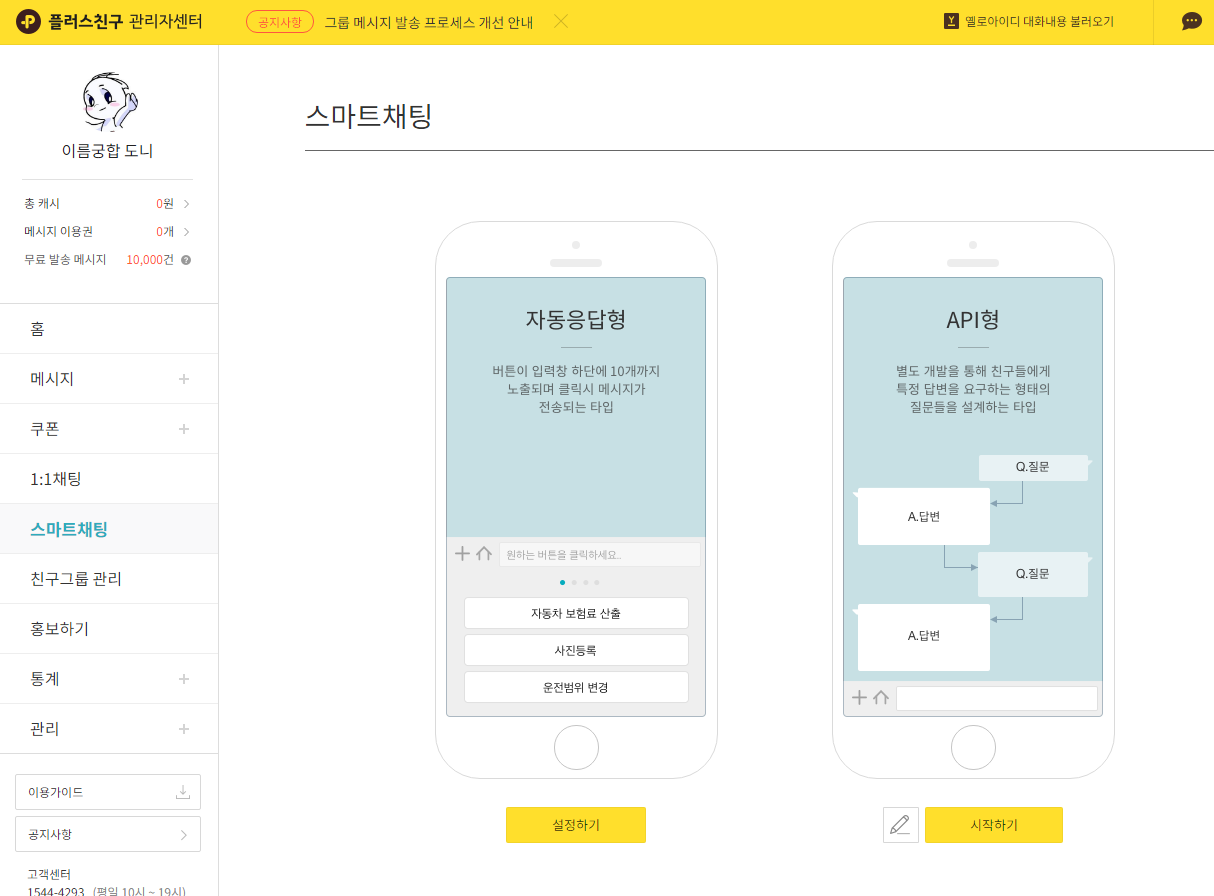 플러스친구 관리자센터
공지사항 그룹 메시지 발송 프로세스 개선 안내
옐로아이디 대화내용 불러오기
이름궁합 도니
총 캐시 0원
메시지 이용권 0개
무료 발송 메시지 10,000건
홈
메시지
쿠폰
1:1채팅
스마트채팅
친구그룹 관리
홍보하기
통계
관리
이용가이드
공지사항
고객센터
1544-4293 (평일 10시 ~ 19시)
스마트채팅
자동응답형
버튼이 입력창 하단에 10개까지
노출되며 클릭시 메시지가
전송되는 타입
원하는 버튼을 클릭하세요..
자동차 보험료 산출
사진등록
운전범위 변경
설정하기
API형
별도 개발을 통해 친구들에게
특정 답변을 요구하는 형태의
질문들을 설계하는 타입
Q.질문
A.답변
Q.질문
A.답변
시작하기